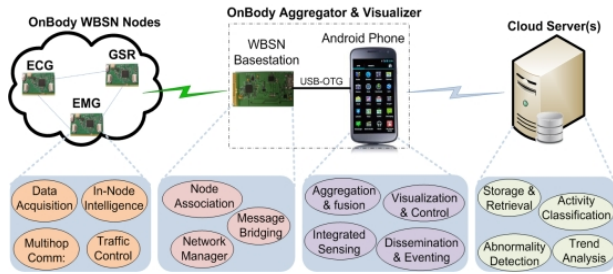 OnBody WBSN Nodes
ECG
GSR
EMG
OnBody Aggregator & Visualizer
WBSN
Basestation
USB-OTG
Android Phone
Cloud Server(s)
Data
Acquisition
In-Node
Intelligence
Multihop
Comm:
Traffic
Control
Node
Association
Message
Bridging
Network
Manager
Aggregation
& fusion
Visualization
& Control
Integrated
Sensing
Dissemination
& Eventing
Storage &
Retrieval
Activity
Classification
Abnormality
Detection
Trend
Analysis